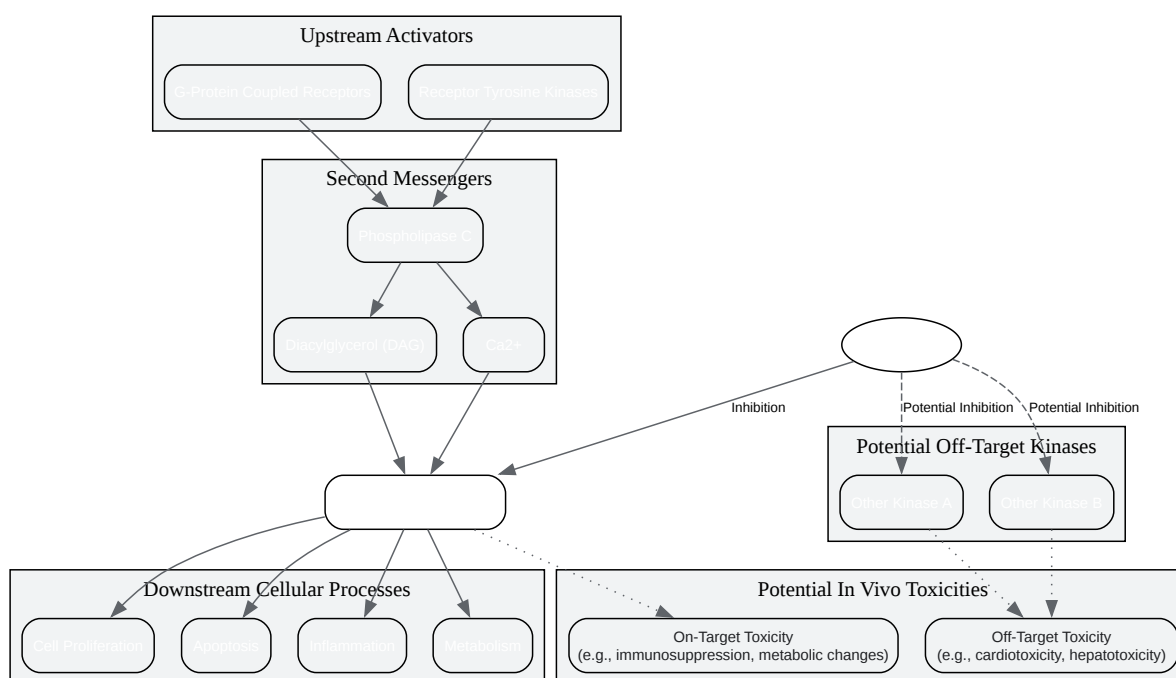 Upstream Activators
G-Protein Coupled Receptors
Receptor Tyrosine Kinases
Second Messengers
Phospholipase C
Diacylglycerol (DAG)
Ca2+
Inhibition
Potential Inhibition
Potential Inhibition
Potential Off-Target Kinases
Other Kinase A
Other Kinase B
Downstream Cellular Processes
Cell Proliferation
Apoptosis
Inflammation
Metabolism
Potential In Vivo Toxicities
On-Target Toxicity
(e.g., immunosuppression, metabolic changes)
Off-Target Toxicity
(e.g., cardiotoxicity, hepatotoxicity)